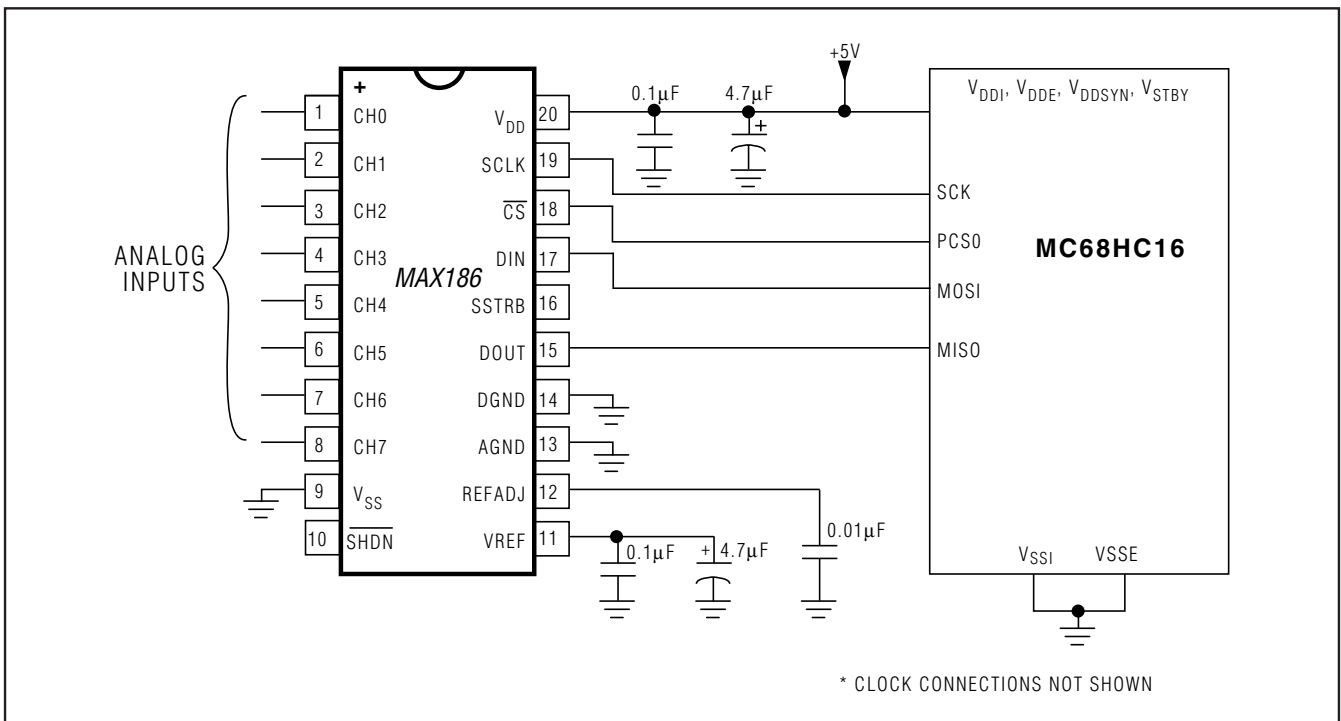 +5V
0.1µF
4.7µF
+
V_DDI, V_DDE, V_DDSYN, V_STBY
+
1 CH0
V_DD 20
2 CH1
SCLK 19
SCK
3 CH2
CS 18
PCS0
ANALOG
INPUTS
4 CH3
DIN 17
MAX186
MC68HC16
MOSI
5 CH4
SSTRB 16
6 CH5
DOUT 15
MISO
7 CH6
DGND 14
8 CH7
AGND 13
9 V_SS
REFADJ 12
10 SHDN
VREF 11
0.1µF
+ 4.7µF
0.01µF
V_SSI VSSE
* CLOCK CONNECTIONS NOT SHOWN